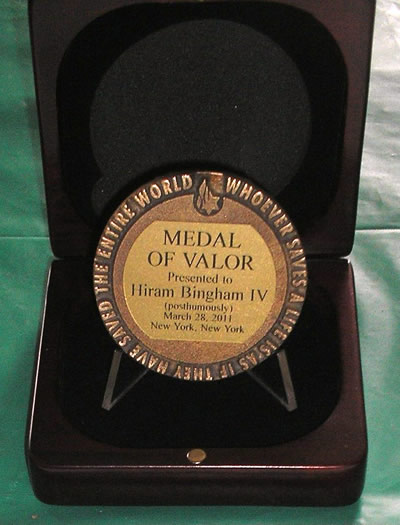 WHOEVER SAVES A LIFE IS AS IF THEY HAVE SAVED THE ENTIRE WORLD
MEDAL
OF VALOR
Presented to
Hiram Bingham IV
(posthumously)
March 28, 2011
New York, New York